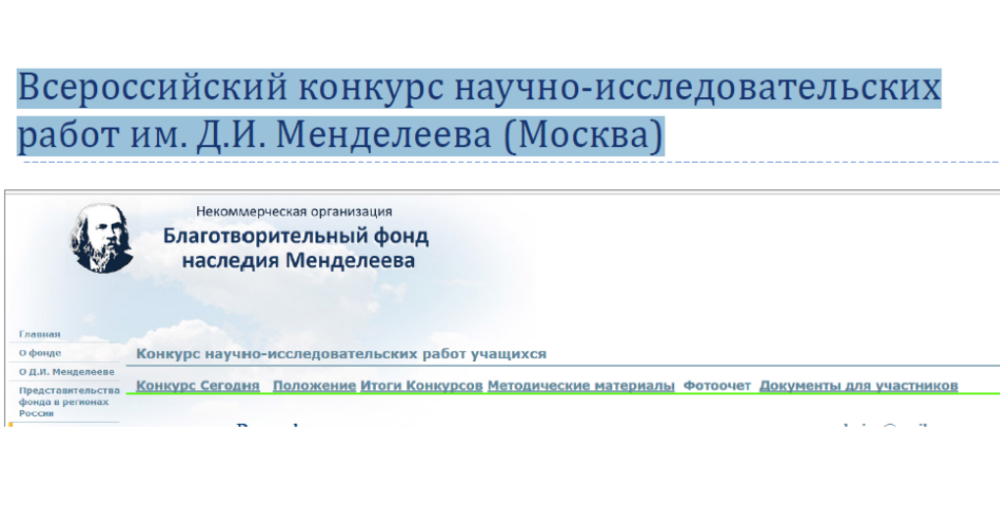 Всероссийский конкурс научно-исследовательских
работ им. Д.И. Менделеева (Москва)
Некоммерческая организация
Благотворительный фонд
наследия Менделеева
Главная
О фонде
О Д.И. Менделееве
Представительства
фонда в регионах
России
Конкурс научно-исследовательских работ учащихся
Конкурс Сегодня Положение Итоги Конкурсов Методические материалы Фотоочет Документы для участников